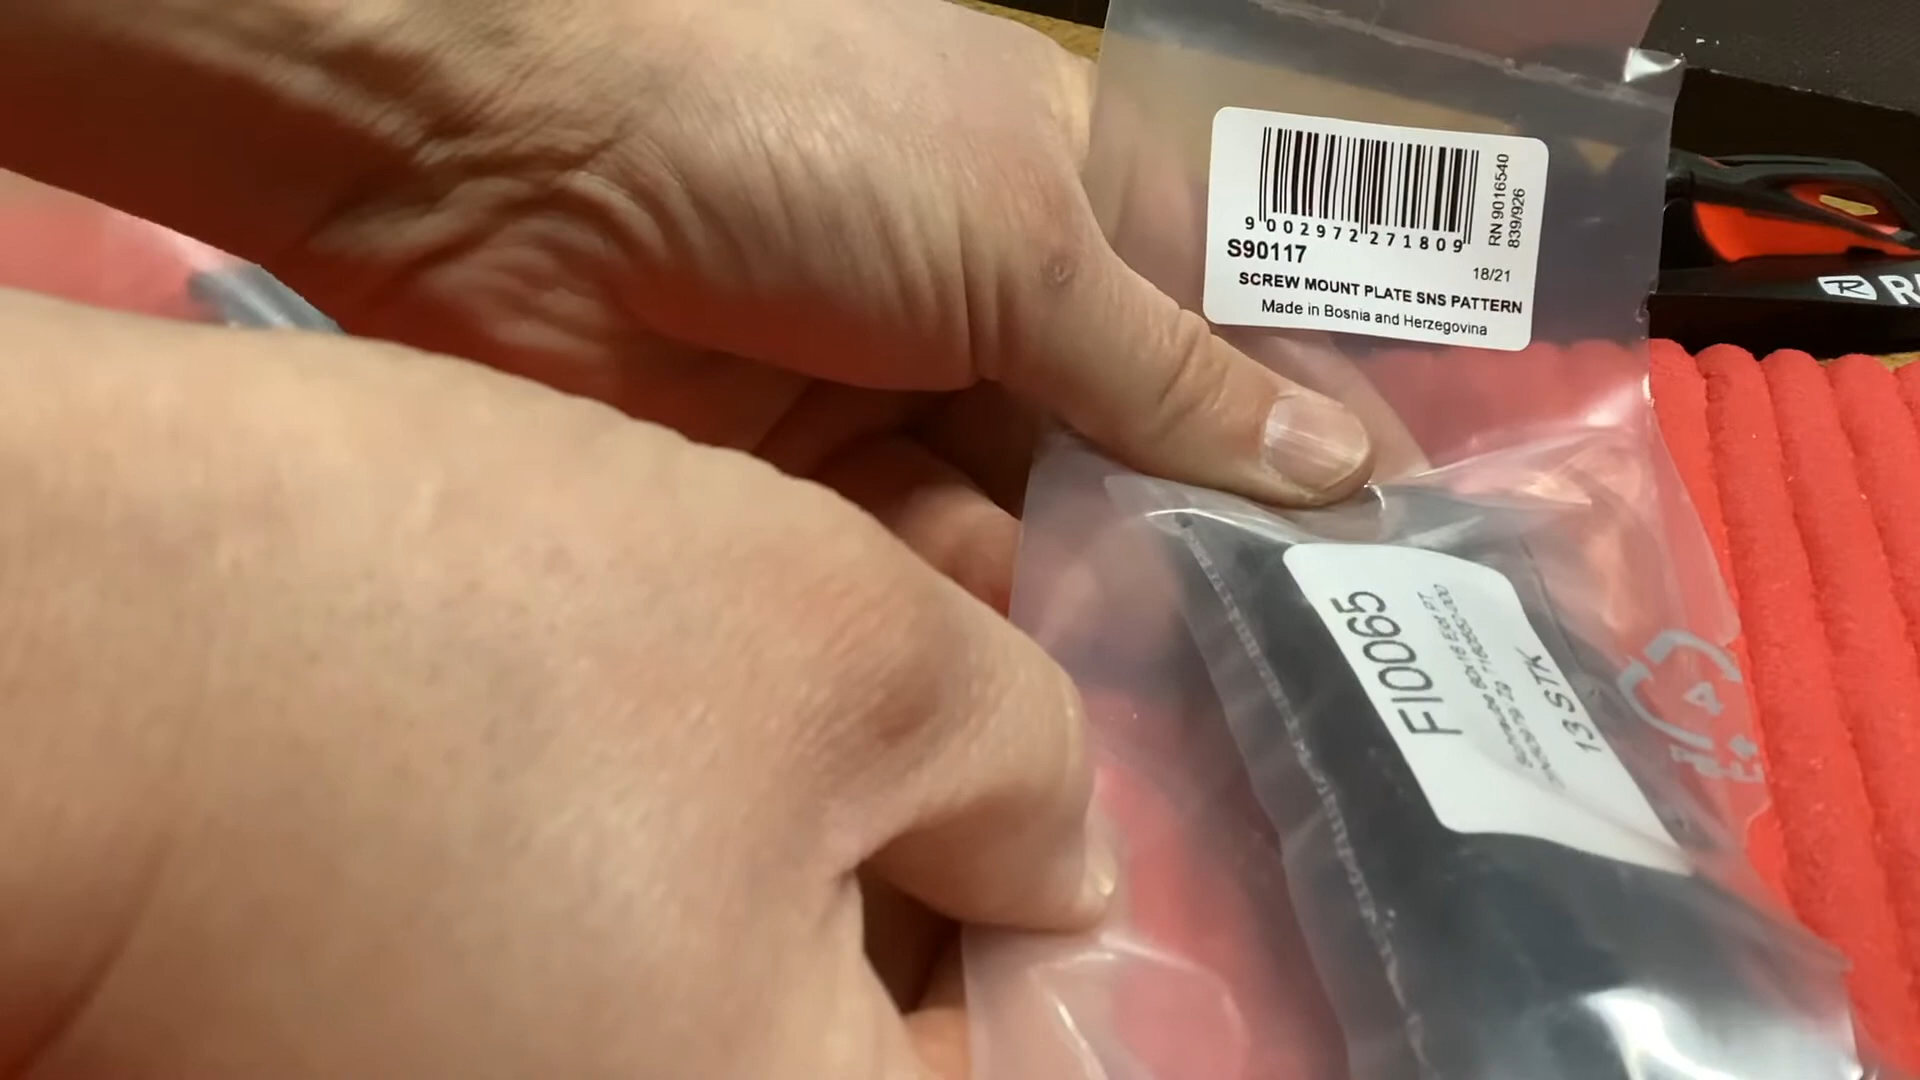 9 002972 271809
RN 9016540
839/926
S90117
18/21
SCREW MOUNT PLATE SNS PATTERN
Made in Bosnia and Herzegovina
R
FI0065
13 STK
4